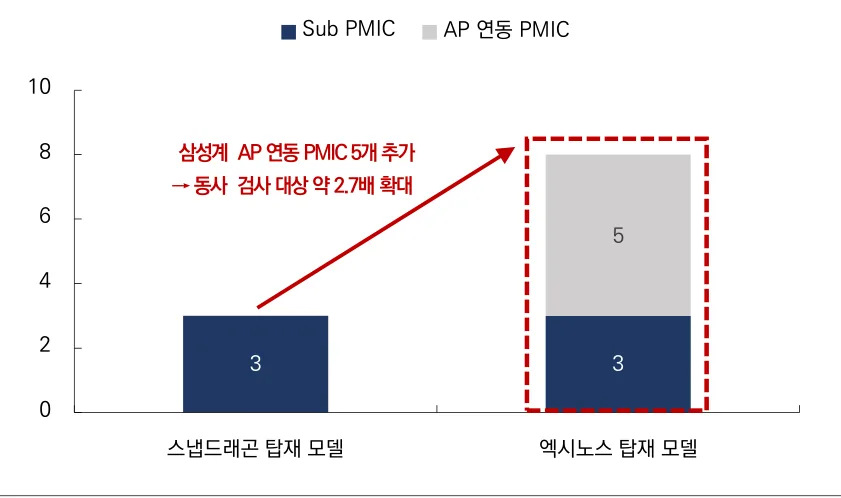 Sub PMIC AP 연동 PMIC
10
8
6
4
2
0
삼성계 AP 연동 PMIC 5개 추가
→ 동사 검사 대상 약 2.7배 확대
5
3
3
스냅드래곤 탑재 모델
엑시노스 탑재 모델